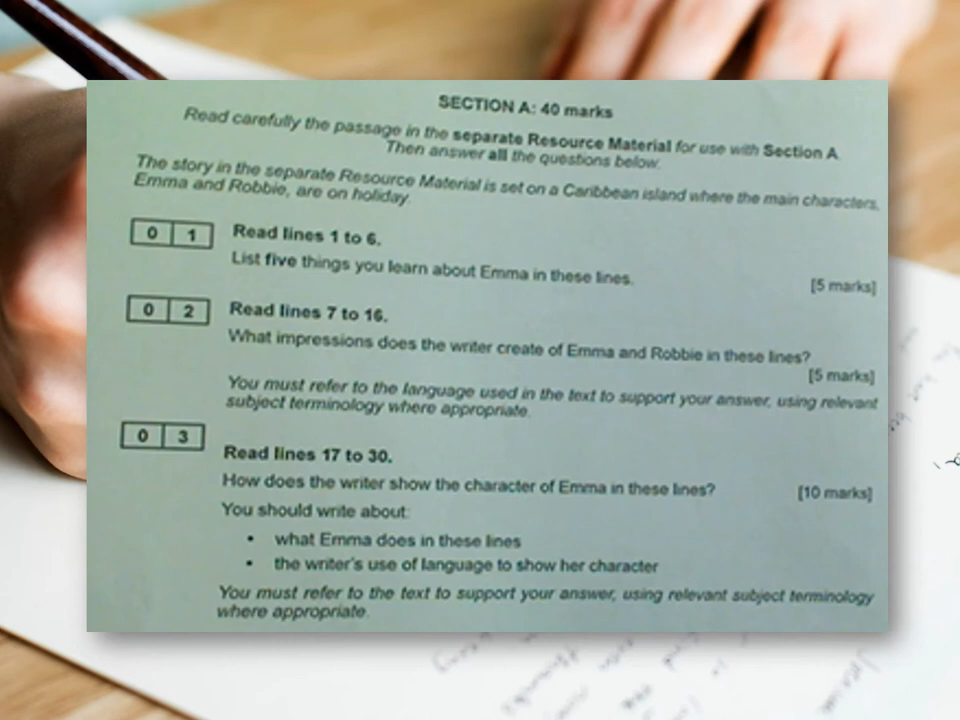 SECTION A: 40 marks
Read carefully the passage in the separate Resource Material for use with Section A.
Then answer all the questions below.
The story in the separate Resource Material is set on a Caribbean island where the main characters,
Emma and Robbie, are on holiday.
0 1 Read lines 1 to 6.
List five things you learn about Emma in these lines.
[5 marks]
0 2 Read lines 7 to 16.
What impressions does the writer create of Emma and Robbie in these lines?
[5 marks]
You must refer to the language used in the text to support your answer, using relevant
subject terminology where appropriate.
0 3
Read lines 17 to 30.
How does the writer show the character of Emma in these lines? [10 marks]
You should write about:
• what Emma does in these lines
• the writer's use of language to show her character
You must refer to the text to support your answer, using relevant subject terminology
where appropriate.